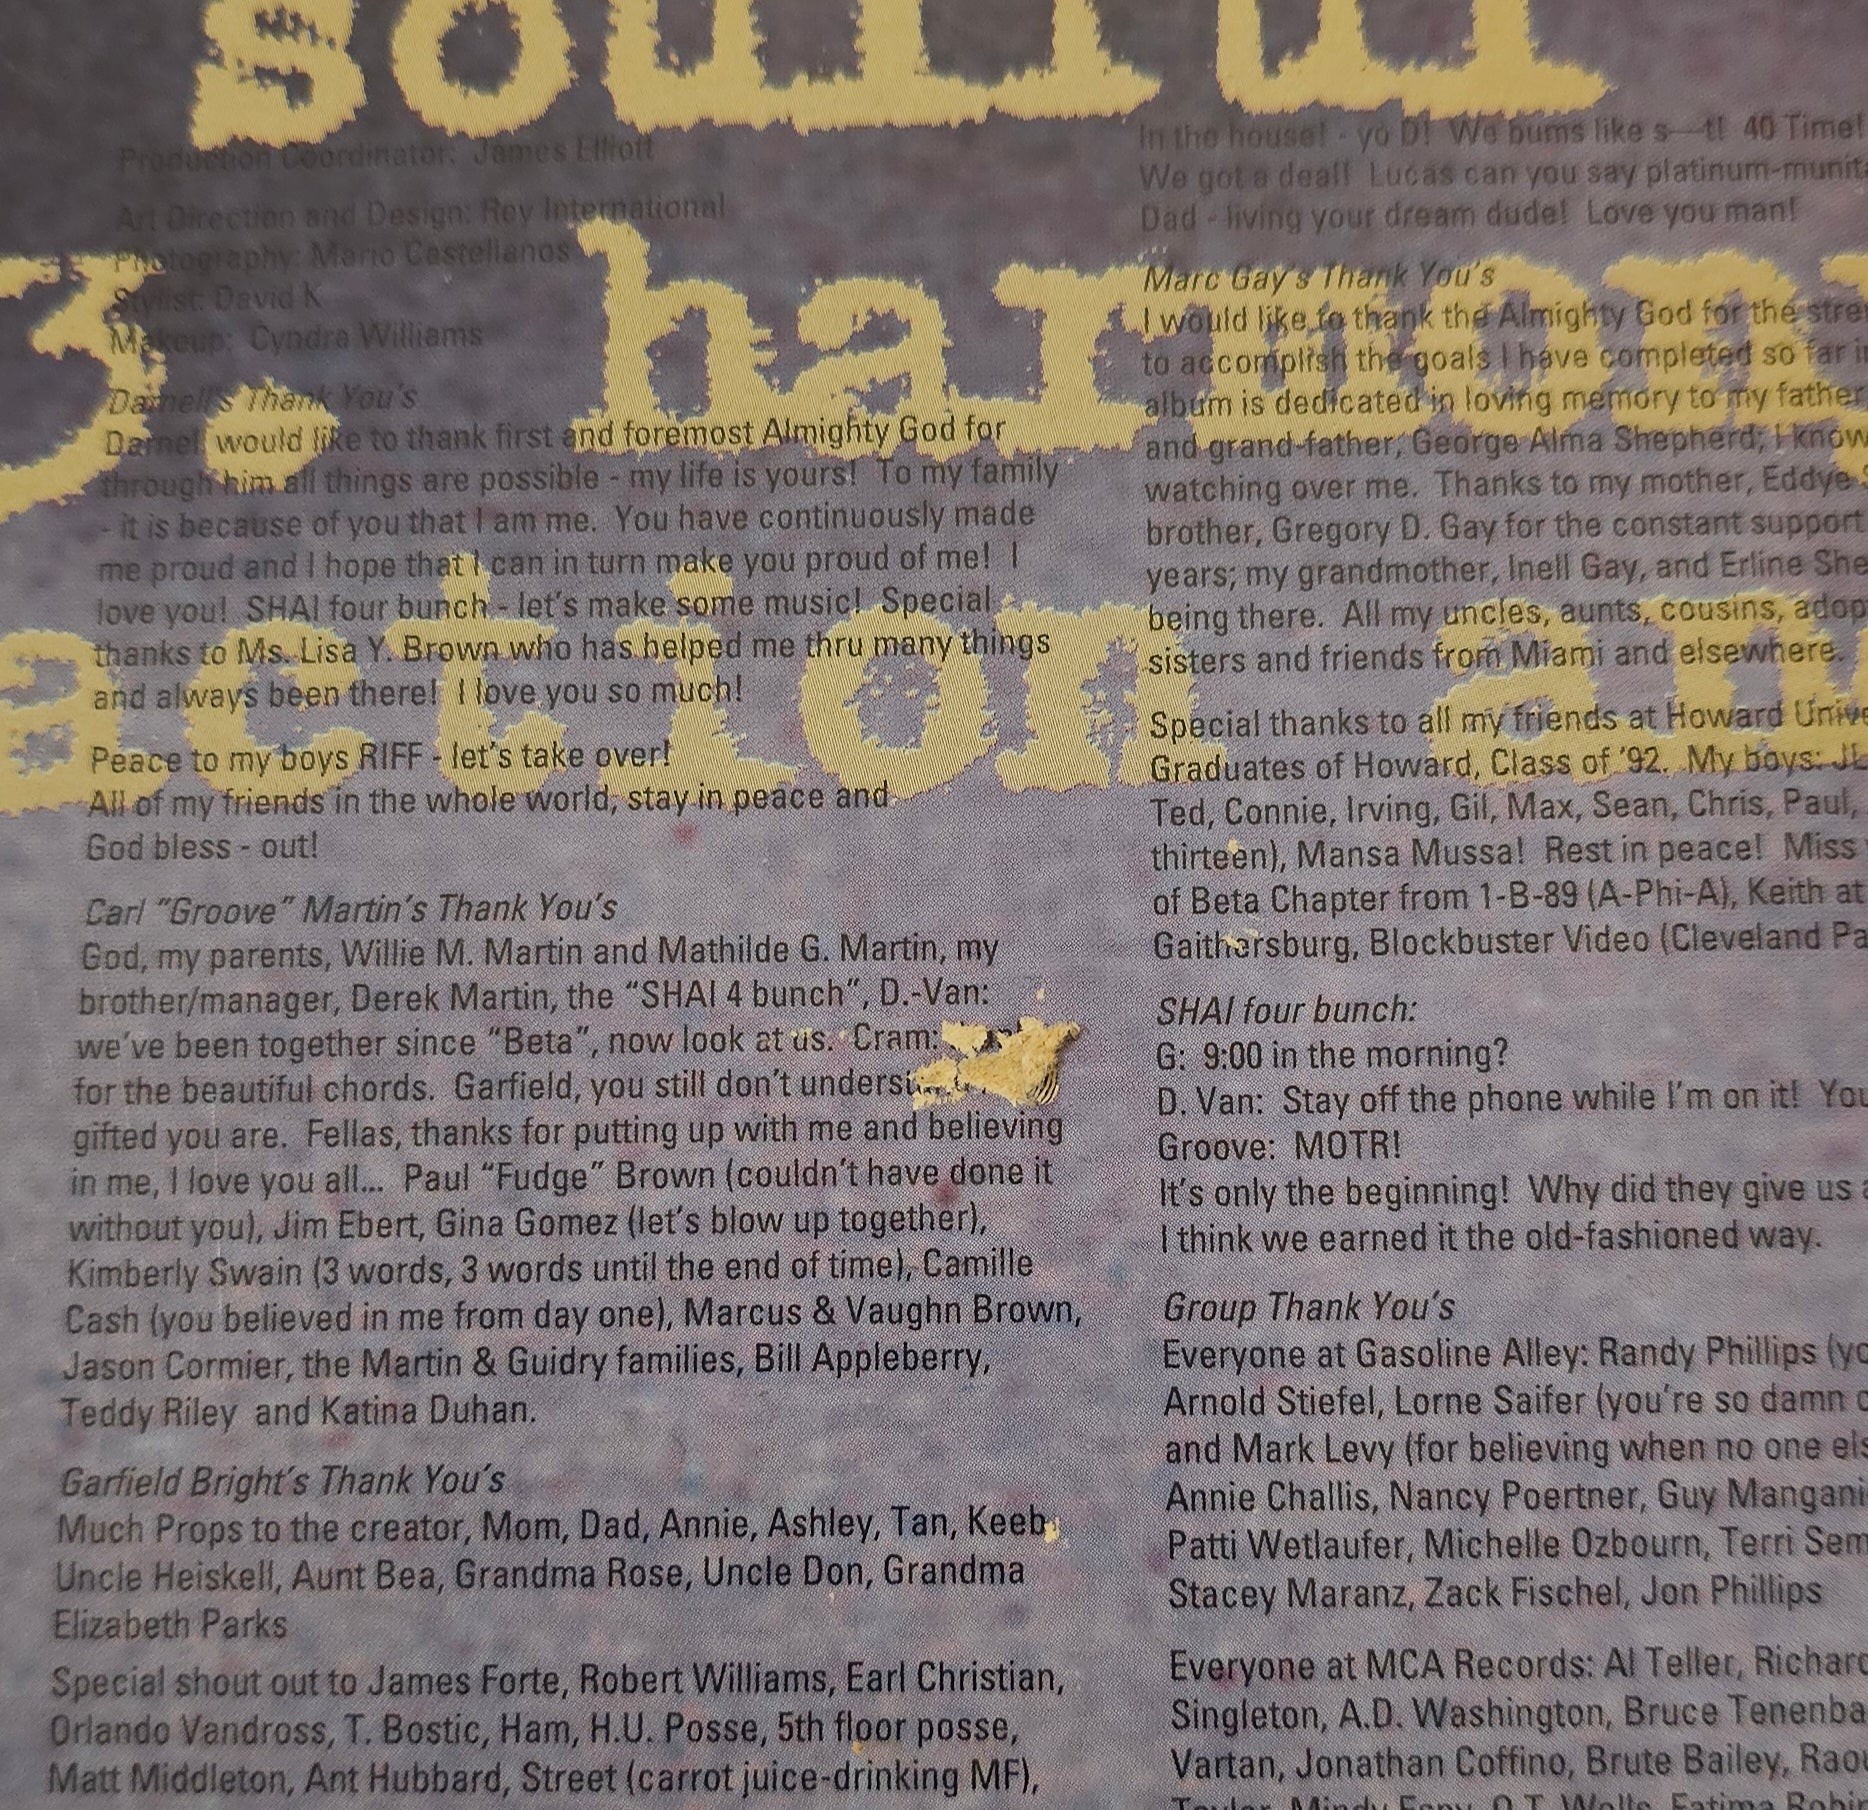 soulful
3. harmony
action an
Production Coordinator: James Elliott
Art Direction and Design: Rey International
Photography: Mario Castellanos
Stylist: David K
Makeup: Cyndra Williams
Darnell's Thank You's
Darnell would like to thank first and foremost Almighty God for
through him all things are possible - my life is yours! To my family
- it is because of you that I am me. You have continuously made
me proud and I hope that I can in turn make you proud of me! I
love you! SHAI four bunch - let's make some music! Special
thanks to Ms. Lisa Y. Brown who has helped me thru many things
and always been there! I love you so much!
Peace to my boys RIFF - let's take over!
All of my friends in the whole world, stay in peace and
God bless - out!
Carl "Groove" Martin's Thank You's
God, my parents, Willie M. Martin and Mathilde G. Martin, my
brother/manager, Derek Martin, the "SHAI 4 bunch", D.-Van:
we've been together since "Beta", now look at us. Cram:
for the beautiful chords. Garfield, you still don't
gifted you are. Fellas, thanks for putting up with me and believing
in me, I love you all... Paul "Fudge" Brown (couldn't have done it
without you), Jim Ebert, Gina Gomez (let's blow up together),
Kimberly Swain (3 words, 3 words until the end of time), Camille
Cash (you believed in me from day one), Marcus & Vaughn Brown,
Jason Cormier, the Martin & Guidry families, Bill Appleberry,
Teddy Riley and Katina Duhan.
Garfield Bright's Thank You's
Much Props to the creator, Mom, Dad, Annie, Ashley, Tan, Keeb,
Uncle Heiskell, Aunt Bea, Grandma Rose, Uncle Don, Grandma
Elizabeth Parks
Special shout out to James Forte, Robert Williams, Earl Christian,
Orlando Vandross, T. Bostic, Ham, H.U. Posse, 5th floor posse,
Matt Middleton, Ant Hubbard, Street (carrot juice-drinking MF),
In the house! - yo D! We bums like s—t! 40 Time!
We got a deal! Lucas can you say platinum-munit
Dad - living your dream dude! Love you man!
Marc Gay's Thank You's
I would like to thank the Almighty God for the stre
to accomplish the goals I have completed so far i
album is dedicated in loving memory to my father
and grand-father, George Alma Shepherd; I know
watching over me. Thanks to my mother, Eddye
brother, Gregory D. Gay for the constant support
years; my grandmother, Inell Gay, and Erline She
being there. All my uncles, aunts, cousins, adop
sisters and friends from Miami and elsewhere.
Special thanks to all my friends at Howard Unive
Graduates of Howard, Class of '92. My boys:
Ted, Connie, Irving, Gil, Max, Sean, Chris, Paul,
thirteen), Mansa Mussa! Rest in peace! Miss
of Beta Chapter from 1-B-89 (A-Phi-A), Keith at
Gaithersburg, Blockbuster Video (Cleveland Pa
SHAI four bunch:
G: 9:00 in the morning?
D. Van: Stay off the phone while I'm on it! You
Groove: MOTR!
It's only the beginning! Why did they give us a
I think we earned it the old-fashioned way.
Group Thank You's
Everyone at Gasoline Alley: Randy Phillips (yo
Arnold Stiefel, Lorne Saifer (you're so damn
and Mark Levy (for believing when no one els
Annie Challis, Nancy Poertner, Guy Mangani
Patti Wetlaufer, Michelle Ozbourn, Terri Sem
Stacey Maranz, Zack Fischel, Jon Phillips
Everyone at MCA Records: Al Teller, Richard
Singleton, A.D. Washington, Bruce Tenenba
Vartan, Jonathan Coffino, Brute Bailey, Raou